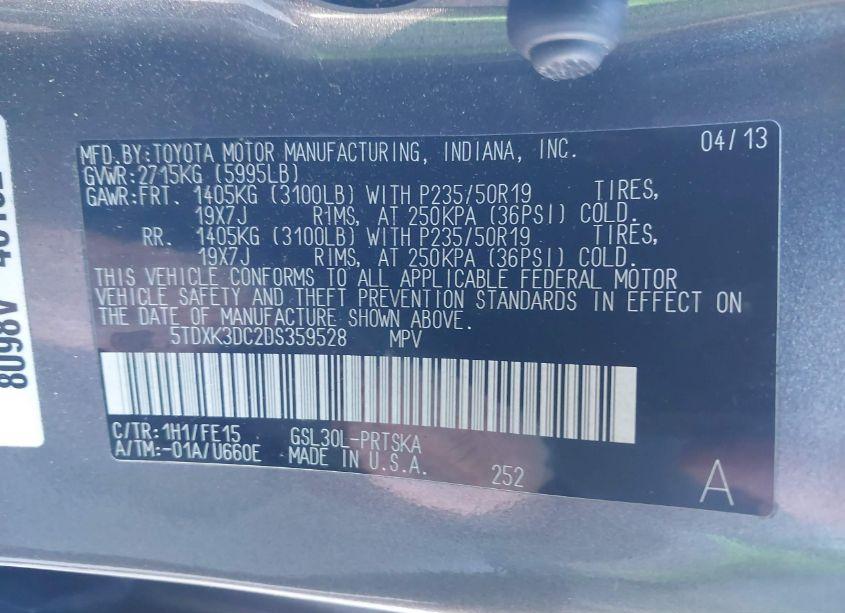 MFD.BY:TOYOTA MOTOR MANUFACTURING, INDIANA, INC. 04/13
GVWR:2715KG (5995LB)
GAWR:FRT. 1405KG (3100LB) WITH P235/50R19 TIRES,
19X7J RIMS, AT 250KPA (36PSI) COLD.
RR. 1405KG (3100LB) WITH P235/50R19 TIRES,
19X7J RIMS, AT 250KPA (36PSI) COLD.
THIS VEHICLE CONFORMS TO ALL APPLICABLE FEDERAL MOTOR
VEHICLE SAFETY AND THEFT PREVENTION STANDARDS IN EFFECT ON
THE DATE OF MANUFACTURE SHOWN ABOVE.
5TDXK3DC2DS359528 MPV
C/TR:1H1/FE15 GSL30L-PRTSKA
A/TM:-01A/U660E MADE IN U.S.A. 252 A